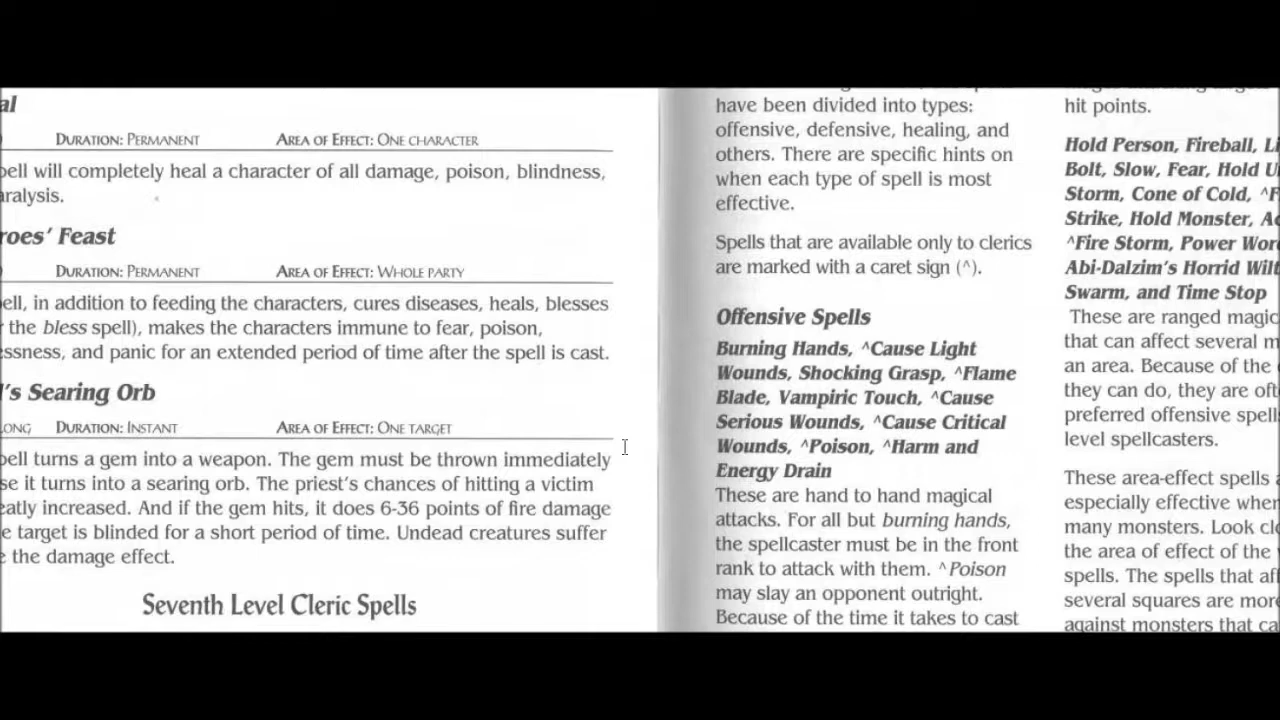 al
DURATION: PERMANENT AREA OF EFFECT: ONE CHARACTER
pell will completely heal a character of all damage, poison, blindness,
aralysis.
roes' Feast
DURATION: PERMANENT AREA OF EFFECT: WHOLE PARTY
ell, in addition to feeding the characters, cures diseases, heals, blesses
r the bless spell), makes the characters immune to fear, poison,
essness, and panic for an extended period of time after the spell is cast.
l's Searing Orb
LONG DURATION: INSTANT AREA OF EFFECT: ONE TARGET
pell turns a gem into a weapon. The gem must be thrown immediately
se it turns into a searing orb. The priest's chances of hitting a victim
eatly increased. And if the gem hits, it does 6-36 points of fire damage
e target is blinded for a short period of time. Undead creatures suffer
e the damage effect.
Seventh Level Cleric Spells
have been divided into types:
offensive, defensive, healing, and
others. There are specific hints on
when each type of spell is most
effective.
Spells that are available only to clerics
are marked with a caret sign (^).
Offensive Spells
Burning Hands, ^Cause Light
Wounds, Shocking Grasp, ^Flame
Blade, Vampiric Touch, ^Cause
Serious Wounds, ^Cause Critical
Wounds, ^Poison, ^Harm and
Energy Drain
These are hand to hand magical
attacks. For all but burning hands,
the spellcaster must be in the front
rank to attack with them. ^Poison
may slay an opponent outright.
Because of the time it takes to cast
hit points.
Hold Person, Fireball, Li
Bolt, Slow, Fear, Hold U
Storm, Cone of Cold, ^F
Strike, Hold Monster, Ac
^Fire Storm, Power Wor
Abi-Dalzim's Horrid Wilt
Swarm, and Time Stop
These are ranged magic
that can affect several m
an area. Because of the
they can do, they are oft
preferred offensive spell
level spellcasters.
These area-effect spells a
especially effective when
many monsters. Look clo
the area of effect of the
spells. The spells that aff
several squares are more
against monsters that ca